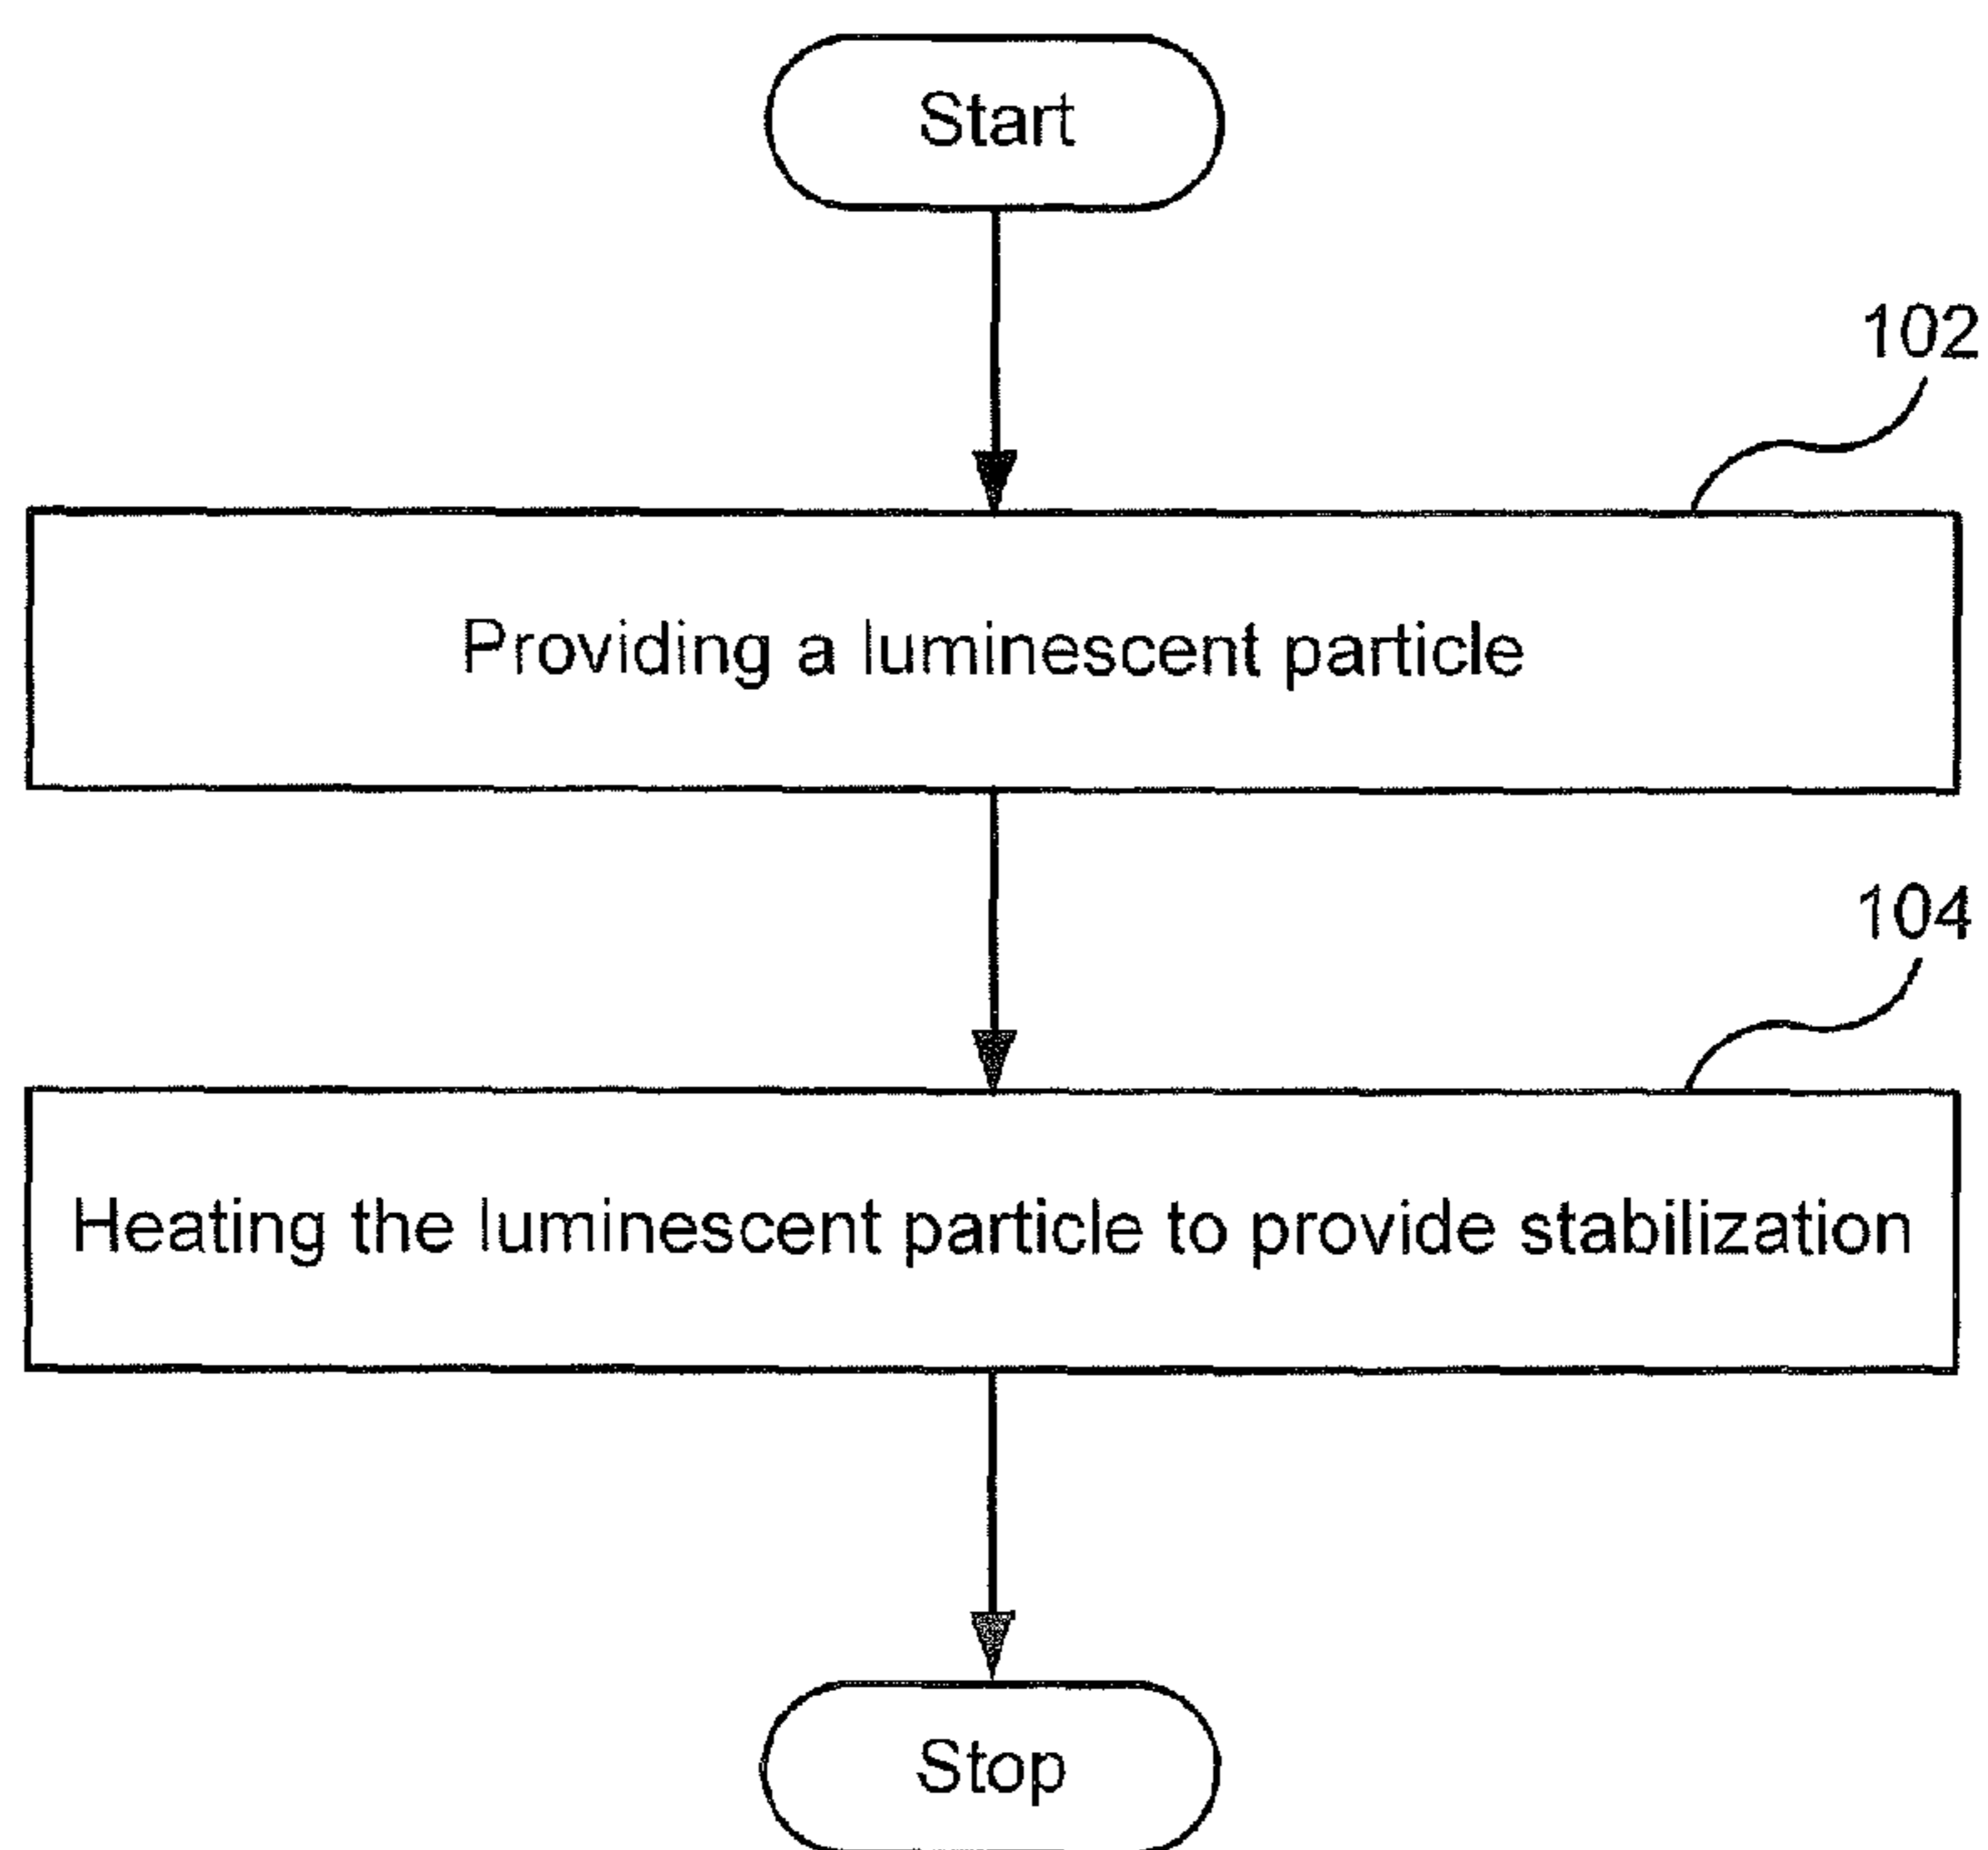 Start
102
Providing a luminescent particle
104
Heating the luminescent particle to provide stabilization
Stop